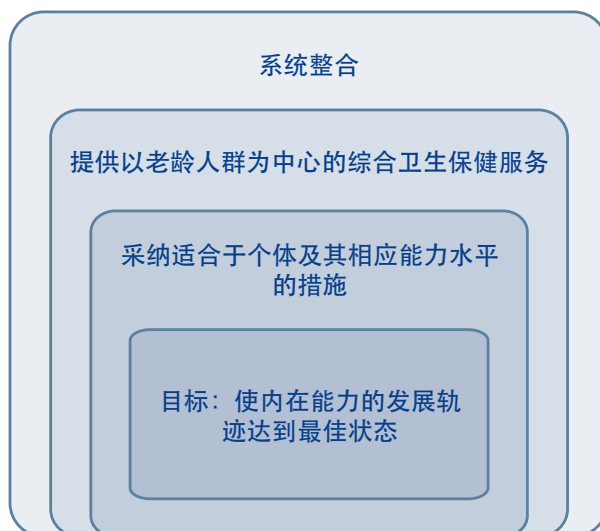 系统整合
提供以老龄人群为中心的综合卫生保健服务
采纳适合于个体及其相应能力水平
的措施
目标：使内在能力的发展轨
迹达到最佳状态